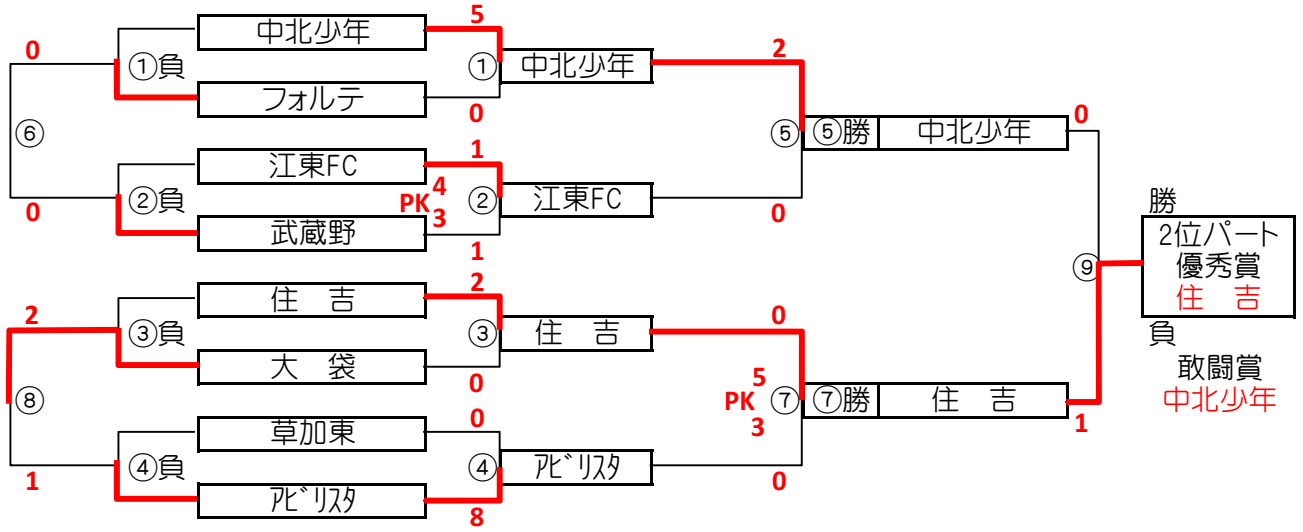 中北少年
5
0
①負
①
中北少年
2
フォルテ
0
⑥
⑤
⑤勝
中北少年
0
江東FC
1
②負
PK
4
3
②
江東FC
0
0
武蔵野
1
勝
2位パート
優秀賞
住　吉
⑨
住　吉
2
2
③負
③
住　吉
0
負
大　袋
0
敢闘賞
中北少年
⑧
PK
5
3
⑦
⑦勝
住　吉
1
草加東
0
④負
④
ｱﾋﾞﾘｽﾀ
0
1
ｱﾋﾞﾘｽﾀ
8